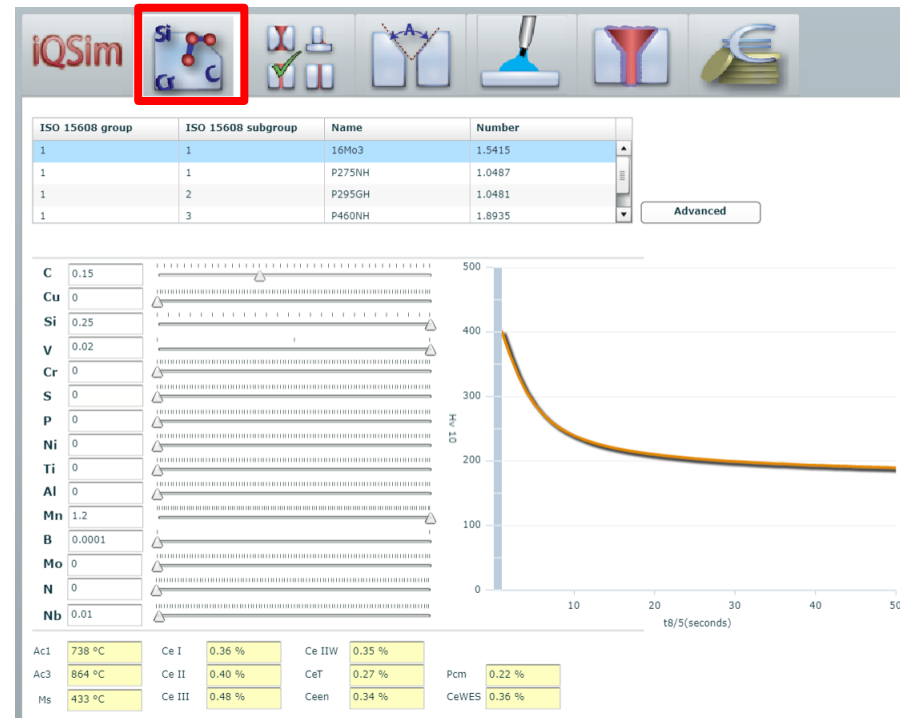 iQSim Si Cr C A €
ISO 15608 group ISO 15608 subgroup Name Number
1 1 16Mo3 1.5415
1 1 P275NH 1.0487
1 2 P295GH 1.0481
1 3 P460NH 1.8935
Advanced
C 0.15
Cu 0
Si 0.25
V 0.02
Cr 0
S 0
P 0
Ni 0
Ti 0
Al 0
Mn 1.2
B 0.0001
Mo 0
N 0
Nb 0.01
500
400
300
200
100
0
Hv 10
10 20 30 40 50
t8/5(seconds)
Ac1 738 ºC Ce I 0.36 % Ce IIW 0.35 %
Ac3 864 ºC Ce II 0.40 % CeT 0.27 % Pcm 0.22 %
Ms 433 ºC Ce III 0.48 % Ceen 0.34 % CeWES 0.36 %